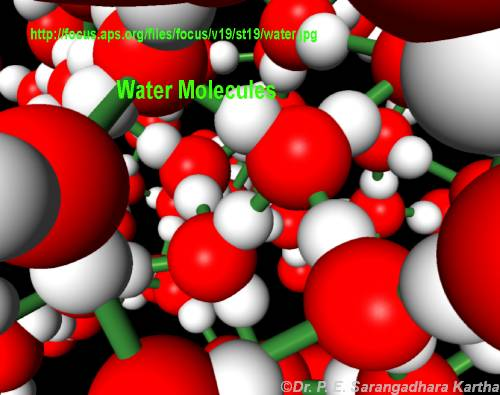 http://focus.aps.org/files/focus/v19/st19/water.jpg
Water Molecules
©Dr. P. E. Sarangadhara Kartha